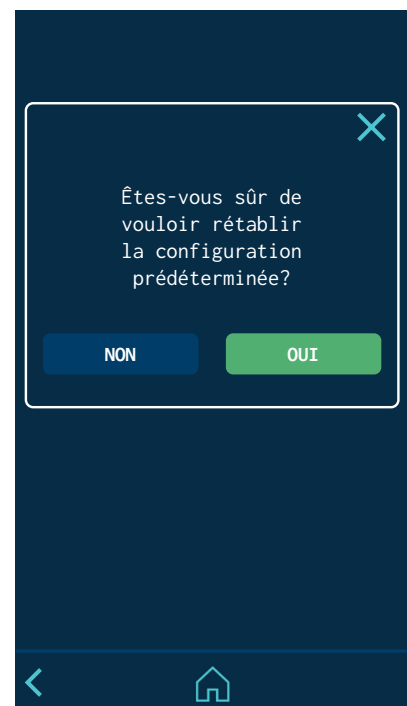 Êtes-vous sûr de
vouloir rétablir
la configuration
prédéterminée?
NON
OUI